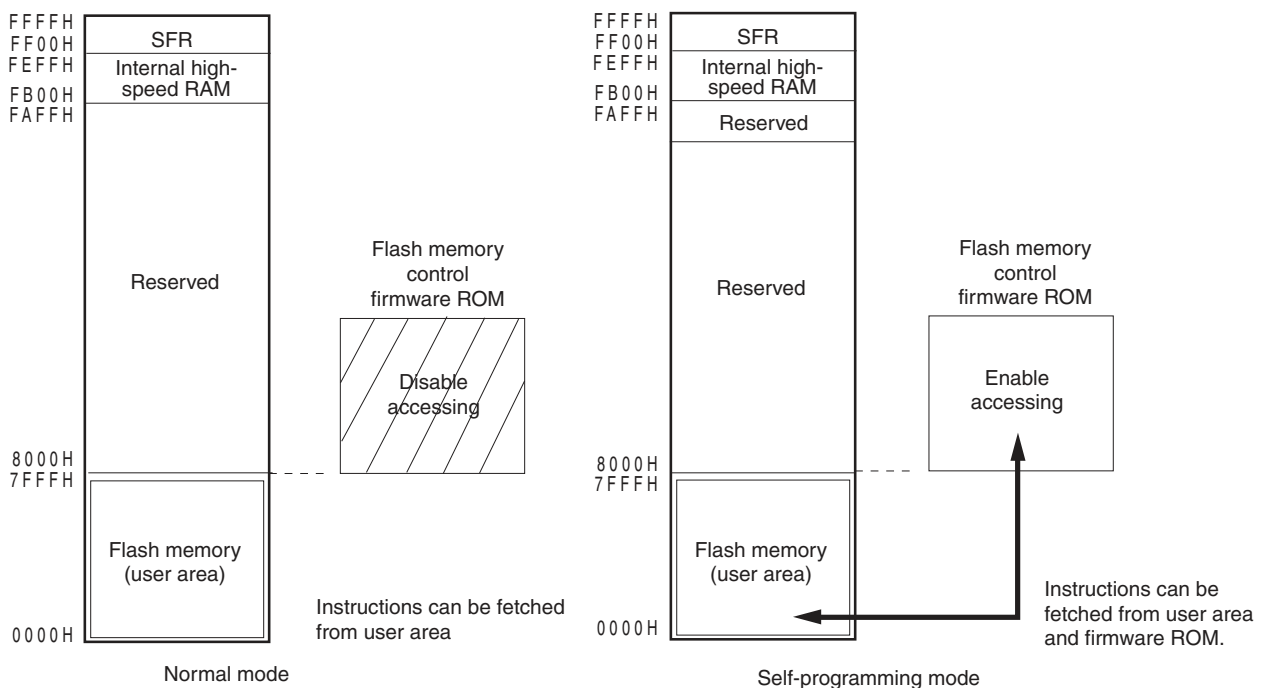 FFFFH
SFR
FF00H
FEFFH
Internal high-
speed RAM
FB00H
FAFFH
Reserved
Flash memory
control
firmware ROM
Disable
accessing
8000H
7FFFH
Flash memory
(user area)
Instructions can be fetched
from user area
0000H
Normal mode
FFFFH
SFR
FF00H
FEFFH
Internal high-
speed RAM
FB00H
FAFFH
Reserved
Reserved
Flash memory
control
firmware ROM
Enable
accessing
8000H
7FFFH
Flash memory
(user area)
Instructions can be
fetched from user area
and firmware ROM.
0000H
Self-programming mode